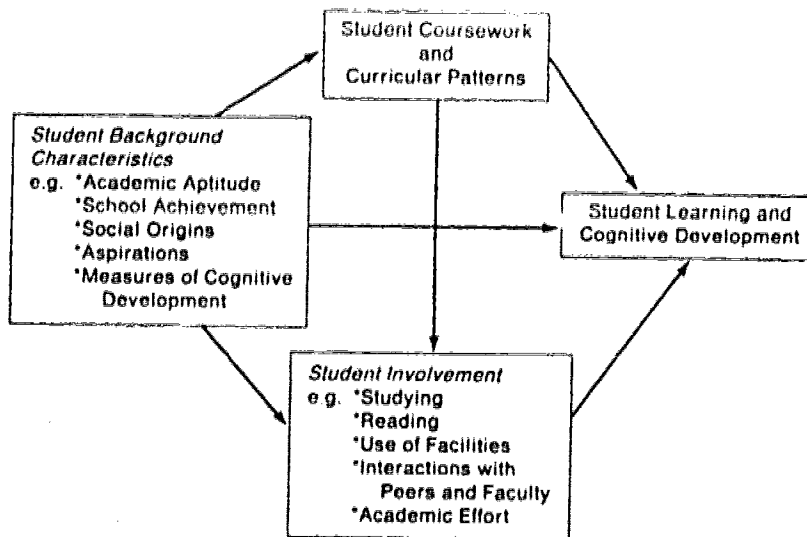 Student Coursework
and
Curricular Patterns
Student Background
Characteristics
e.g. *Academic Aptitude
*School Achievement
*Social Origins
*Aspirations
*Measures of Cognitive
Development
Student Learning and
Cognitive Development
Student Involvement
e.g. *Studying
*Reading
*Use of Facilities
*Interactions with
Peers and Faculty
*Academic Effort